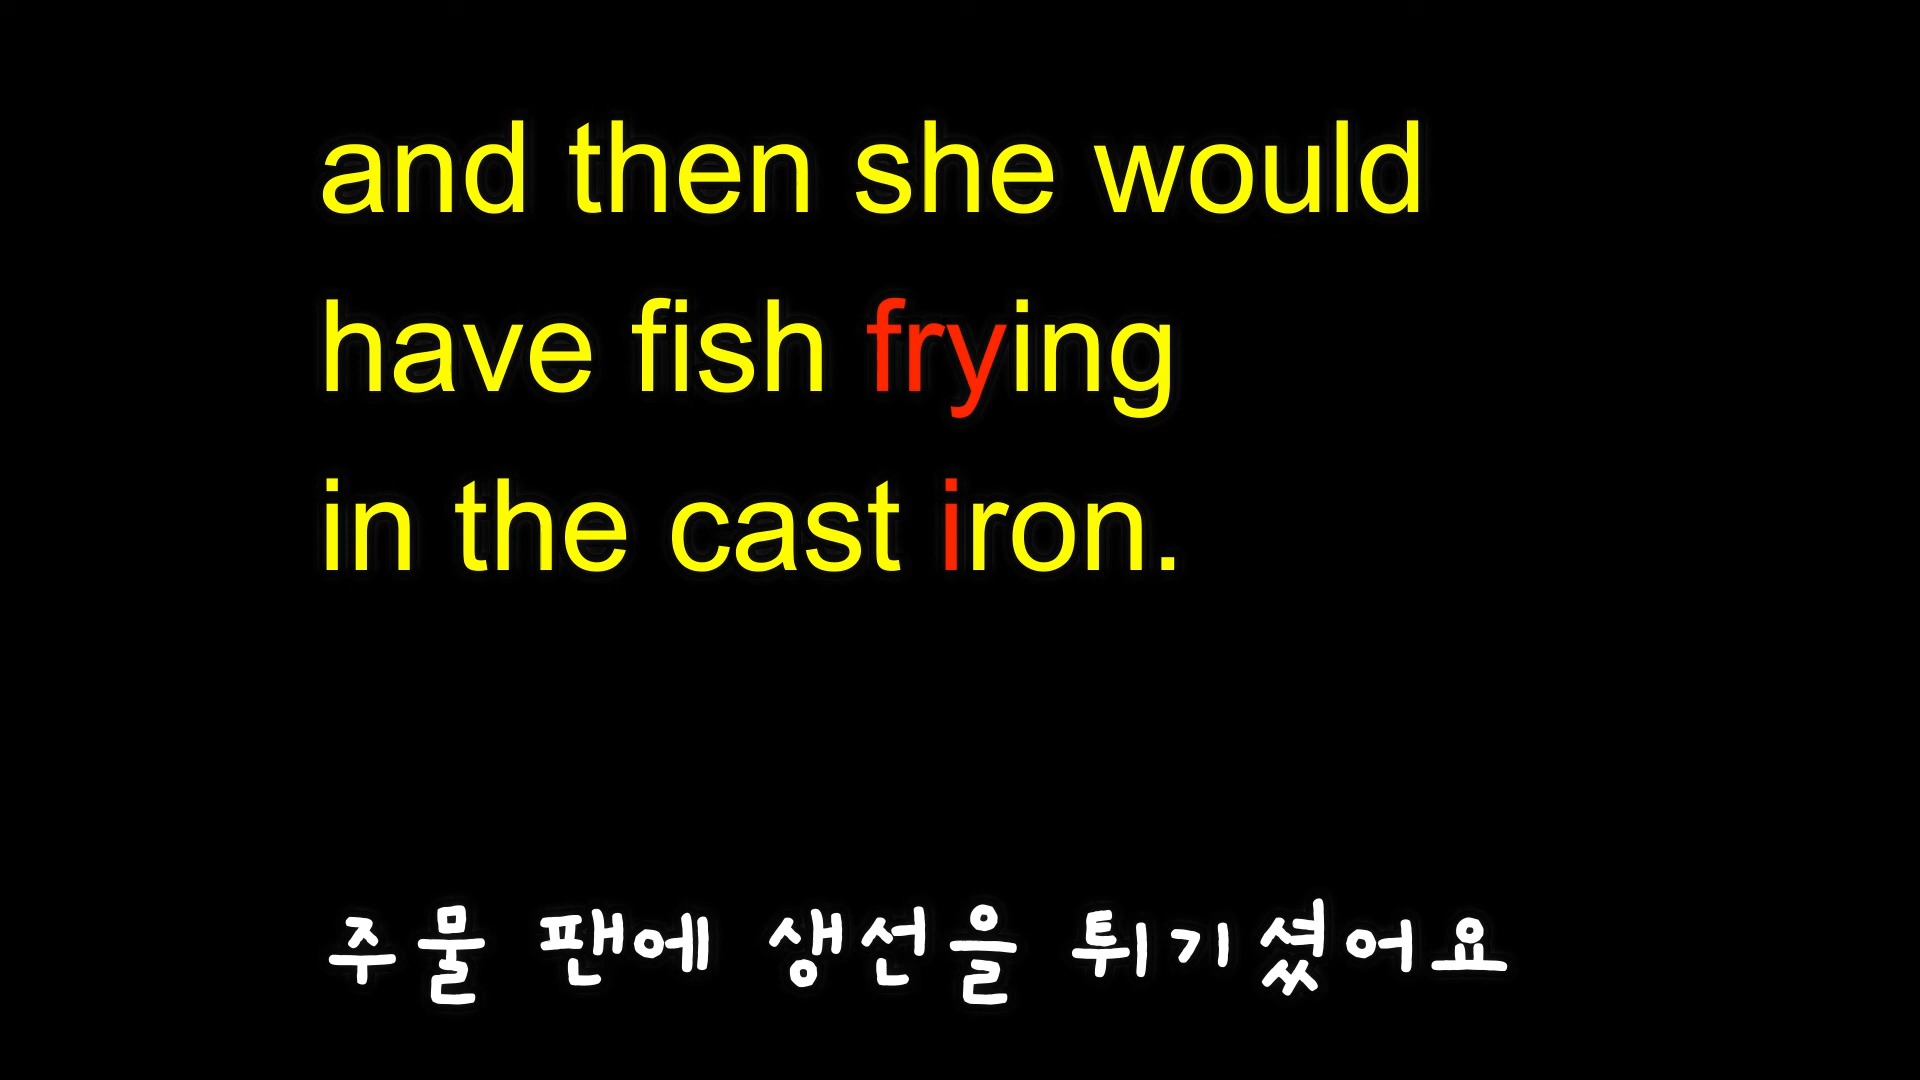 and then she would
have fish frying
in the cast iron.
주물 팬에 생선을 튀기셨어요